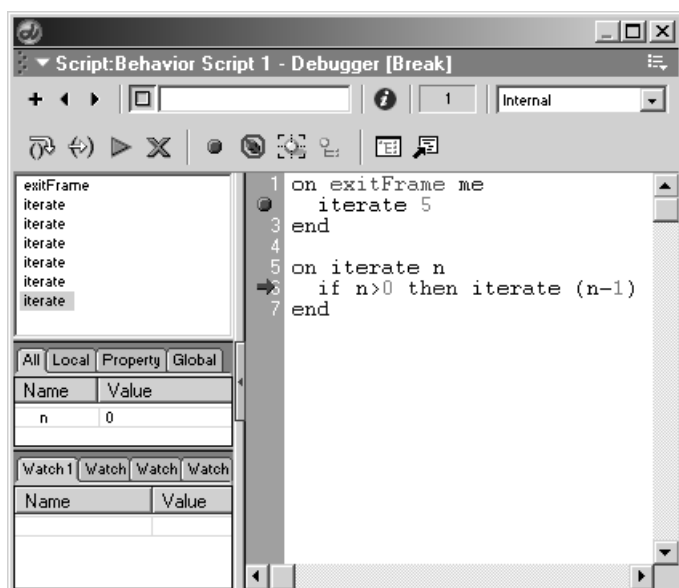 Script:Behavior Script 1 - Debugger [Break]
1
Internal
exitFrame
iterate
iterate
iterate
iterate
iterate
iterate
All Local Property Global
Name Value
n 0
Watch 1 Watch Watch Watch
Name Value
1 on exitFrame me
iterate 5
3 end
4
5 on iterate n
6 if n>0 then iterate (n-1)
7 end